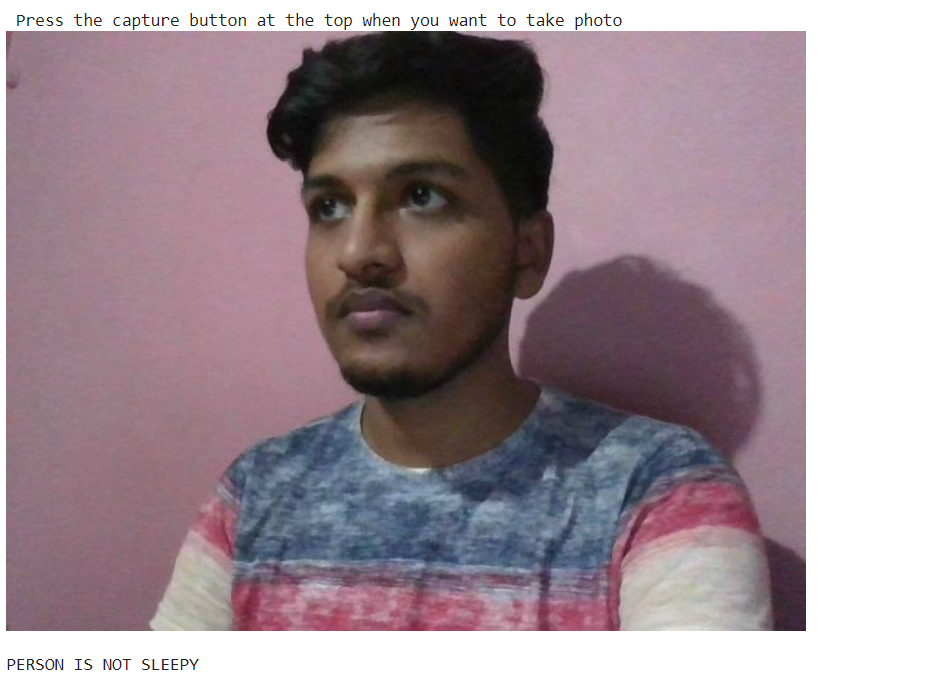 Press the capture button at the top when you want to take photo
PERSON IS NOT SLEEPY